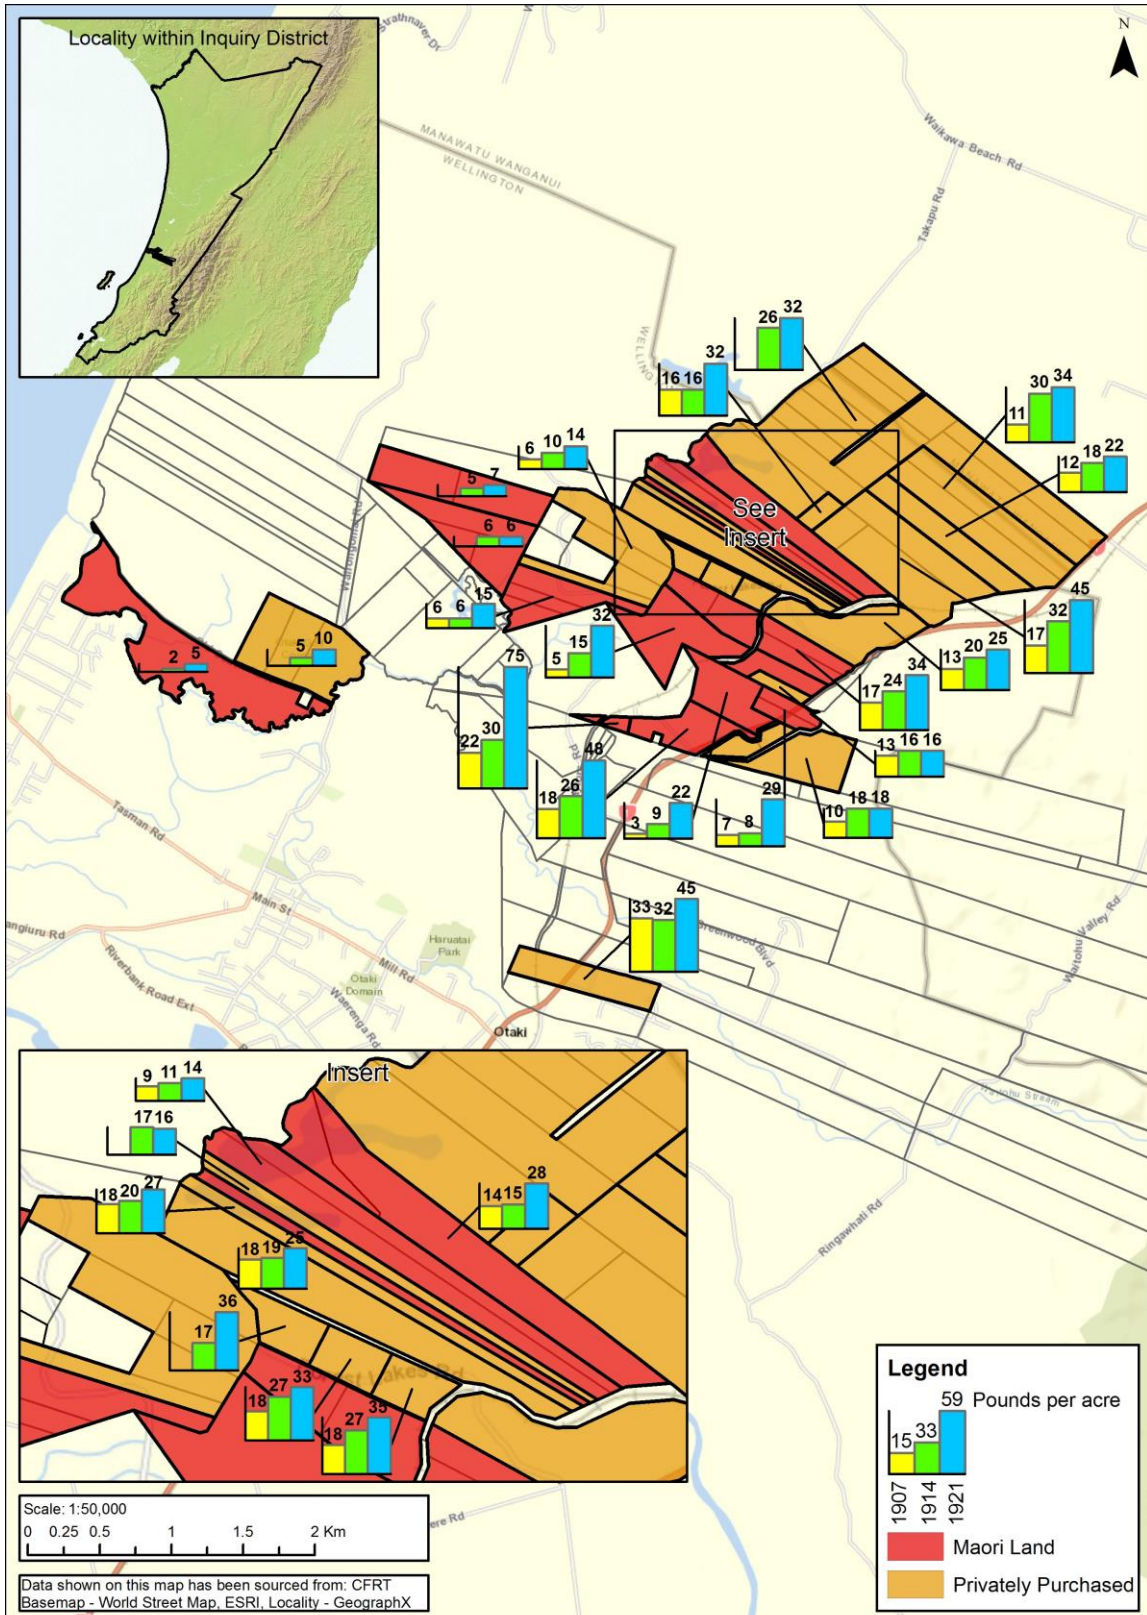 Locality within Inquiry District
N
Strathnaver Dr
MANAWATU WANGANUI
WELLINGTON
Waikawa Beach Rd
Takapu Rd
26 32
16 16 32
11 30 34
12 18 22
6 10 14
5 7
See
Insert
6 6
6 6 15
5 15 32
17 32 45
13 20 25
5 10
2 5
22 30 75
17 24 34
13 16 16
18 26 48
3 9 22
7 8 29
10 18 18
Tasman Rd
33 32 45
Greenwood Blvd
Main St
Haruatai
Park
Mill Rd
Otaki
Domain
Riverbank Road Ext
Waerenga Rd
Waitohu Valley Rd
Otaki
Waitohu Stream
Ringawhati Rd
Insert
9 11 14
17 16
18 20 27
14 15 28
18 19 25
17 36
18 27 33
18 27 35
Legend
59 Pounds per acre
15 33
1907 1914 1921
Maori Land
Privately Purchased
Scale: 1:50,000
0 0.25 0.5 1 1.5 2 Km
Data shown on this map has been sourced from: CFRT
Basemap - World Street Map, ESRI, Locality - GeographX